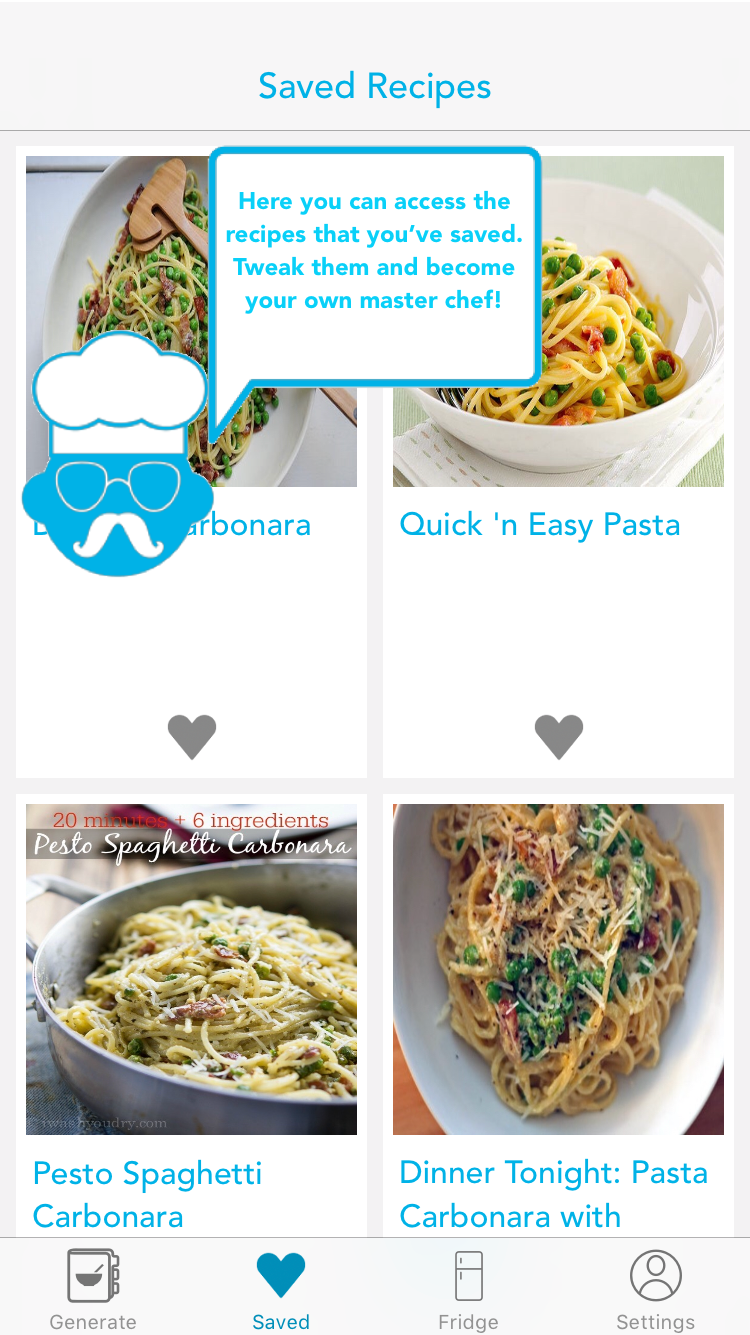 Saved Recipes
Here you can access the
recipes that you've saved.
Tweak them and become
your own master chef!
Quick 'n Easy Pasta
20 minutes + 6 ingredients
Pesto Spaghetti Carbonara
iwashyoudry.com
Pesto Spaghetti
Carbonara
Dinner Tonight: Pasta
Carbonara with
Generate
Saved
Fridge
Settings